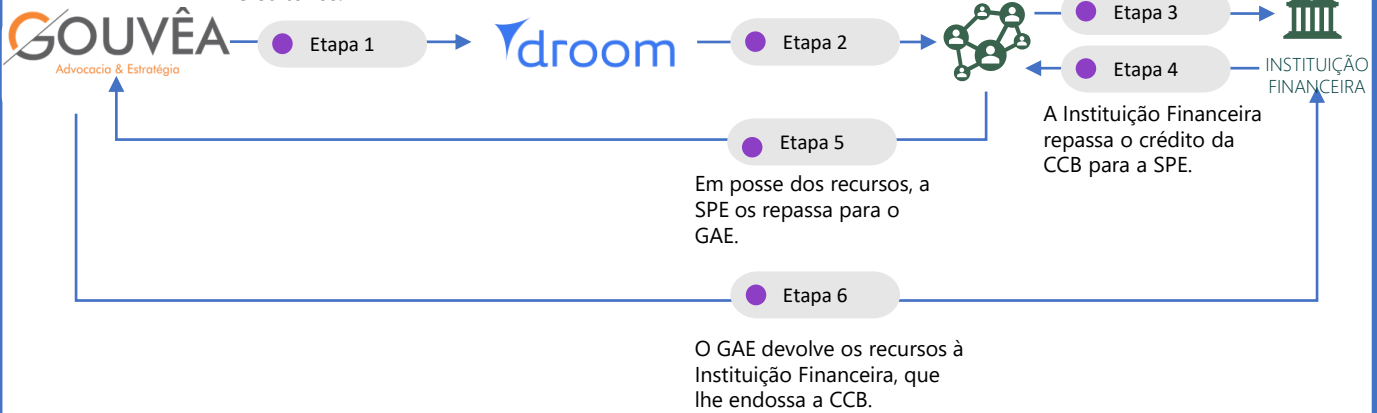 GOUVÊA
Advocacia & Estratégia
Etapa 1
droom
Etapa 2
Etapa 3
Etapa 4
INSTITUIÇÃO
FINANCEIRA
A Instituição Financeira
repassa o crédito da
CCB para a SPE.
Etapa 5
Em posse dos recursos, a
SPE os repassa para o
GAE.
Etapa 6
O GAE devolve os recursos à
Instituição Financeira, que
lhe endossa a CCB.